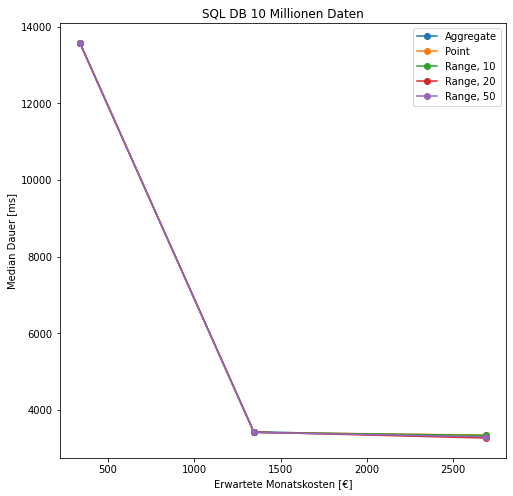 SQL DB 10 Millionen Daten
Aggregate
Point
Range, 10
Range, 20
Range, 50
14000
12000
10000
8000
6000
4000
Median Dauer [ms]
500
1000
1500
2000
2500
Erwartete Monatskosten [€]